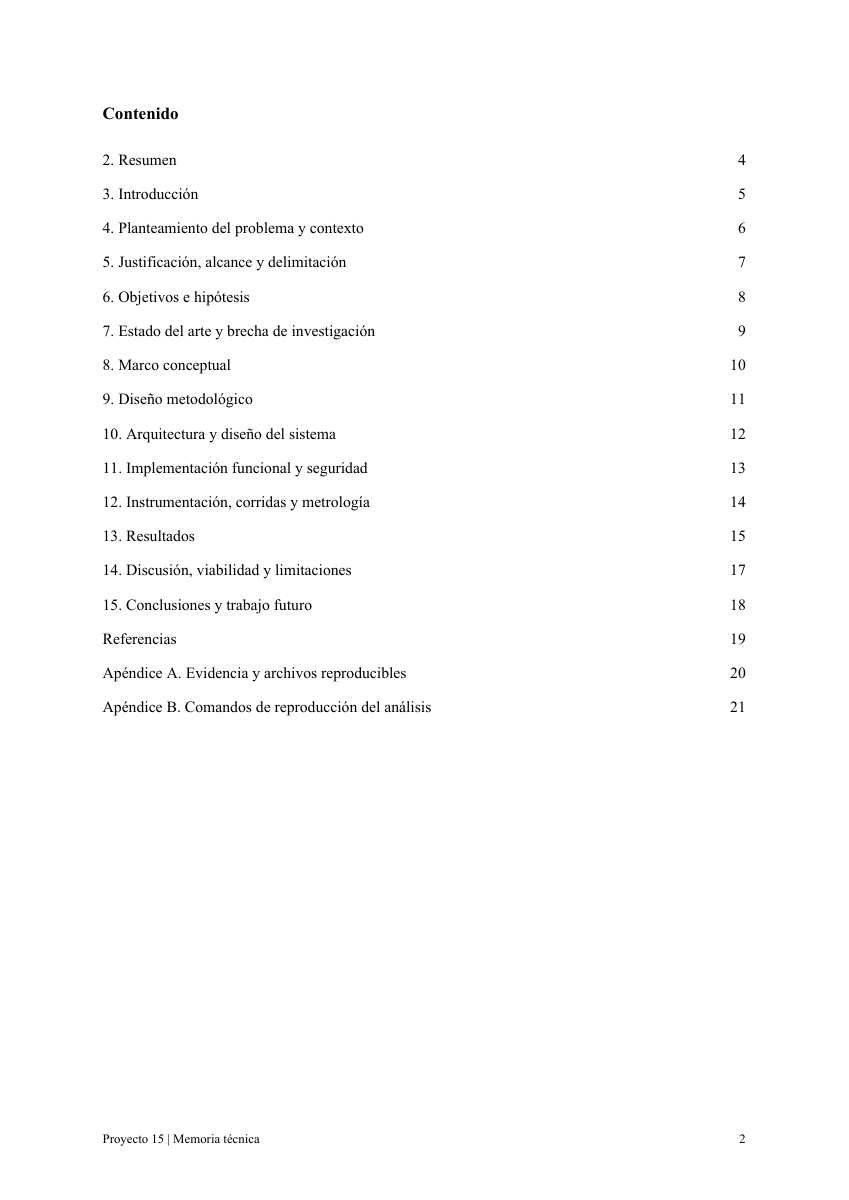 Contenido
2. Resumen 4
3. Introducción 5
4. Planteamiento del problema y contexto 6
5. Justificación, alcance y delimitación 7
6. Objetivos e hipótesis 8
7. Estado del arte y brecha de investigación 9
8. Marco conceptual 10
9. Diseño metodológico 11
10. Arquitectura y diseño del sistema 12
11. Implementación funcional y seguridad 13
12. Instrumentación, corridas y metrología 14
13. Resultados 15
14. Discusión, viabilidad y limitaciones 17
15. Conclusiones y trabajo futuro 18
Referencias 19
Apéndice A. Evidencia y archivos reproducibles 20
Apéndice B. Comandos de reproducción del análisis 21
Proyecto 15 | Memoria técnica 2